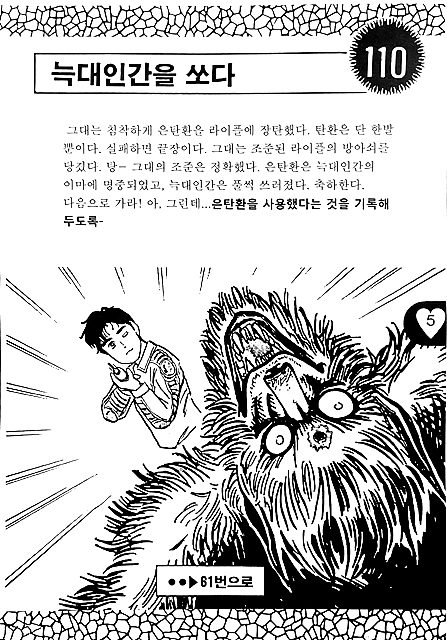 110
늑대인간을 쏘다
그대는 침착하게 은탄환을 라이플에 장탄했다. 탄환은 단 한발
뿐이다. 실패하면 끝장이다. 그대는 조준된 라이플의 방아쇠를
당겼다. 탕- 그대의 조준은 정확했다. 은탄환은 늑대인간의
이마에 명중되었고, 늑대인간은 풀썩 쓰러졌다. 축하한다.
다음으로 가라! 아, 그런데...은탄환을 사용했다는 것을 기록해
두도록-
5
●●▶61번으로